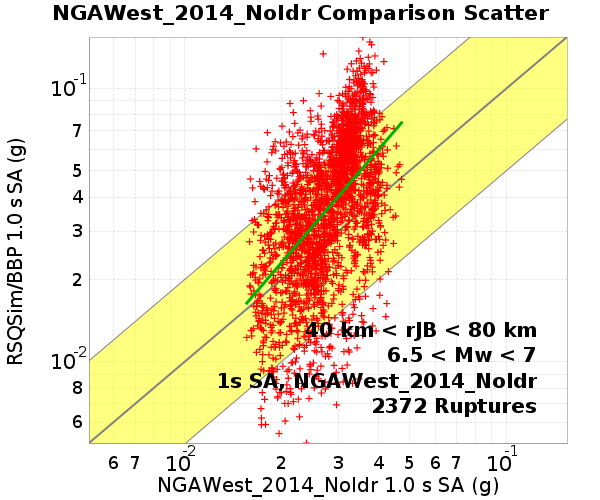 NGAWest_2014_NoIdr Comparison Scatter
RSQSim/BBP 1.0 s SA (g)
10-1
7
5
4
3
2
10-2
8
6
40 km < rJB < 80 km
6.5 < Mw < 7
1s SA, NGAWest_2014_NoIdr
2372 Ruptures
6 7 10-2 2 3 4 5 6 7 10-1
NGAWest_2014_NoIdr 1.0 s SA (g)